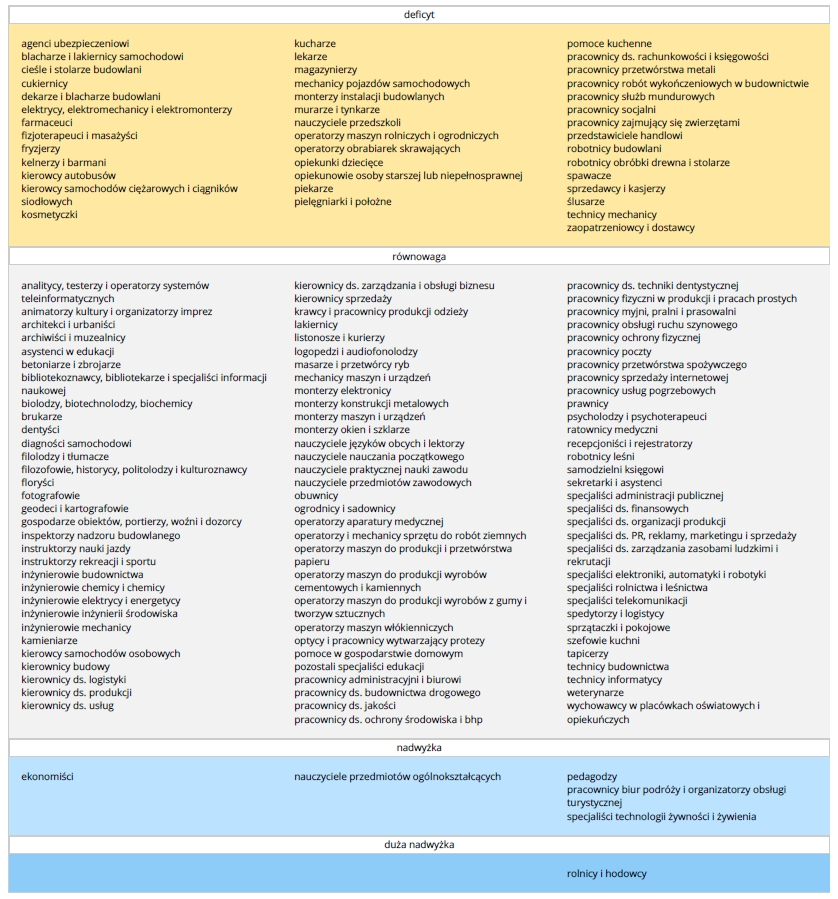 deficyt
agenci ubezpieczeniowi
blacharze i lakiernicy samochodowi
cieśle i stolarze budowlani
cukiernicy
dekarze i blacharze budowlani
elektrycy, elektromechanicy i elektromonterzy
farmaceuci
fizjoterapeuci i masażyści
fryzjerzy
kelnerzy i barmani
kierowcy autobusów
kierowcy samochodów ciężarowych i ciągników
siodłowych
kosmetyczki
kucharze
lekarze
magazynierzy
mechanicy pojazdów samochodowych
monterzy instalacji budowlanych
murarze i tynkarze
nauczyciele przedszkoli
operatorzy maszyn rolniczych i ogrodniczych
operatorzy obrabiarek skrawających
opiekunki dziecięce
opiekunowie osoby starszej lub niepełnosprawnej
piekarze
pielęgniarki i położne
pomoce kuchenne
pracownicy ds. rachunkowości i księgowości
pracownicy przetwórstwa metali
pracownicy robót wykończeniowych w budownictwie
pracownicy służb mundurowych
pracownicy socjalni
pracownicy zajmujący się zwierzętami
przedstawiciele handlowi
robotnicy budowlani
robotnicy obróbki drewna i stolarze
spawacze
sprzedawcy i kasjerzy
ślusarze
technicy mechanicy
zaopatrzeniowcy i dostawcy
równowaga
analitycy, testerzy i operatorzy systemów
teleinformatycznych
animatorzy kultury i organizatorzy imprez
architekci i urbaniści
archiwiści i muzealnicy
asystenci w edukacji
betoniarze i zbrojarze
bibliotekoznawcy, bibliotekarze i specjaliści informacji
naukowej
biolodzy, biotechnolodzy, biochemicy
brukarze
dentyści
diagności samochodowi
filolodzy i tłumacze
filozofowie, historycy, politolodzy i kulturoznawcy
floryści
fotografowie
geodeci i kartografowie
gospodarze obiektów, portierzy, woźni i dozorcy
inspektorzy nadzoru budowlanego
instruktorzy nauki jazdy
instruktorzy rekreacji i sportu
inżynierowie budownictwa
inżynierowie chemicy i chemicy
inżynierowie elektrycy i energetycy
inżynierowie inżynierii środowiska
inżynierowie mechanicy
kamieniarze
kierowcy samochodów osobowych
kierownicy budowy
kierownicy ds. logistyki
kierownicy ds. produkcji
kierownicy ds. usług
kierownicy ds. zarządzania i obsługi biznesu
kierownicy sprzedaży
krawcy i pracownicy produkcji odzieży
lakiernicy
listonosze i kurierzy
logopedzi i audiofonolodzy
masarze i przetwórcy ryb
mechanicy maszyn i urządzeń
monterzy elektronicy
monterzy konstrukcji metalowych
monterzy maszyn i urządzeń
monterzy okien i szklarze
nauczyciele języków obcych i lektorzy
nauczyciele nauczania początkowego
nauczyciele praktycznej nauki zawodu
nauczyciele przedmiotów zawodowych
obuwnicy
ogrodnicy i sadownicy
operatorzy aparatury medycznej
operatorzy i mechanicy sprzętu do robót ziemnych
operatorzy maszyn do produkcji i przetwórstwa
papieru
operatorzy maszyn do produkcji wyrobów
cementowych i kamiennych
operatorzy maszyn do produkcji wyrobów z gumy i
tworzyw sztucznych
operatorzy maszyn włókienniczych
optycy i pracownicy wytwarzający protezy
pomoce w gospodarstwie domowym
pozostali specjaliści edukacji
pracownicy administracyjni i biurowi
pracownicy ds. budownictwa drogowego
pracownicy ds. jakości
pracownicy ds. ochrony środowiska i bhp
pracownicy ds. techniki dentystycznej
pracownicy fizyczni w produkcji i pracach prostych
pracownicy myjni, pralni i prasowalni
pracownicy obsługi ruchu szynowego
pracownicy ochrony fizycznej
pracownicy poczty
pracownicy przetwórstwa spożywczego
pracownicy sprzedaży internetowej
pracownicy usług pogrzebowych
prawnicy
psycholodzy i psychoterapeuci
ratownicy medyczni
recepcjoniści i rejestratorzy
robotnicy leśni
samodzielni księgowi
sekretarki i asystenci
specjaliści administracji publicznej
specjaliści ds. finansowych
specjaliści ds. organizacji produkcji
specjaliści ds. PR, reklamy, marketingu i sprzedaży
specjaliści ds. zarządzania zasobami ludzkimi i
rekrutacji
specjaliści elektroniki, automatyki i robotyki
specjaliści rolnictwa i leśnictwa
specjaliści telekomunikacji
spedytorzy i logistycy
sprzątaczki i pokojowe
szefowie kuchni
tapicerzy
technicy budownictwa
technicy informatycy
weterynarze
wychowawcy w placówkach oświatowych i
opiekuńczych
nadwyżka
ekonomiści
nauczyciele przedmiotów ogólnokształcących
pedagodzy
pracownicy biur podróży i organizatorzy obsługi
turystycznej
specjaliści technologii żywności i żywienia
duża nadwyżka
rolnicy i hodowcy